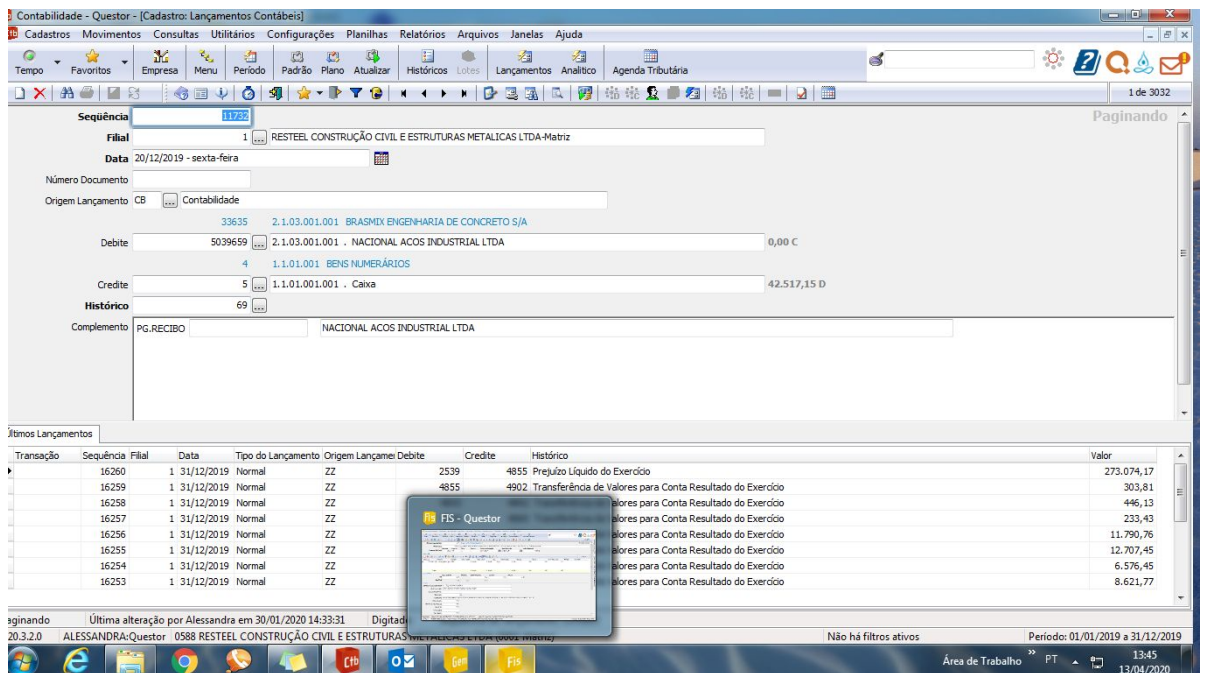 Contabilidade - Questor - [Cadastro: Lançamentos Contábeis]
Cadastros Movimentos Consultas Utilitários Configurações Planilhas Relatórios Arquivos Janelas Ajuda
Tempo Favoritos Empresa Menu Período Padrão Plano Atualizar Históricos Lotes Lançamentos Analitico Agenda Tributária
1 de 3032
Seqüência 11732 Paginando
Filial 1 ... RESTEEL CONSTRUÇÃO CIVIL E ESTRUTURAS METALICAS LTDA-Matriz
Data 20/12/2019 - sexta-feira
Número Documento
Origem Lançamento CB ... Contabilidade
33635 2.1.03.001.001 BRASMIX ENGENHARIA DE CONCRETO S/A
Debite 5039659 ... 2.1.03.001.001 . NACIONAL ACOS INDUSTRIAL LTDA 0,00 C
4 1.1.01.001 BENS NUMERÁRIOS
Credite 5 ... 1.1.01.001.001 . Caixa 42.517,15 D
Histórico 69 ...
Complemento PG.RECIBO NACIONAL ACOS INDUSTRIAL LTDA
Últimos Lançamentos
Transação Sequência Filial Data Tipo do Lançamento Origem Lançamen Debite Credite Histórico Valor
16260 1 31/12/2019 Normal ZZ 2539 4855 Prejuízo Líquido do Exercício 273.074,17
16259 1 31/12/2019 Normal ZZ 4855 4902 Transferência de Valores para Conta Resultado do Exercício 303,81
16258 1 31/12/2019 Normal ZZ alores para Conta Resultado do Exercício 446,13
16257 1 31/12/2019 Normal ZZ alores para Conta Resultado do Exercício 233,43
16256 1 31/12/2019 Normal ZZ alores para Conta Resultado do Exercício 11.790,76
16255 1 31/12/2019 Normal ZZ alores para Conta Resultado do Exercício 12.707,45
16254 1 31/12/2019 Normal ZZ alores para Conta Resultado do Exercício 6.576,45
16253 1 31/12/2019 Normal ZZ alores para Conta Resultado do Exercício 8.621,77
Fis FIS - Questor
aginando Última alteração por Alessandra em 30/01/2020 14:33:31 Digitad
20.3.2.0 ALESSANDRA:Questor 0588 RESTEEL CONSTRUÇÃO CIVIL E ESTRUTURAS METALICAS LTDA (0001 Matriz) Não há filtros ativos Período: 01/01/2019 a 31/12/2019
Ctb Gen Fis Área de Trabalho PT 13:45
13/04/2020